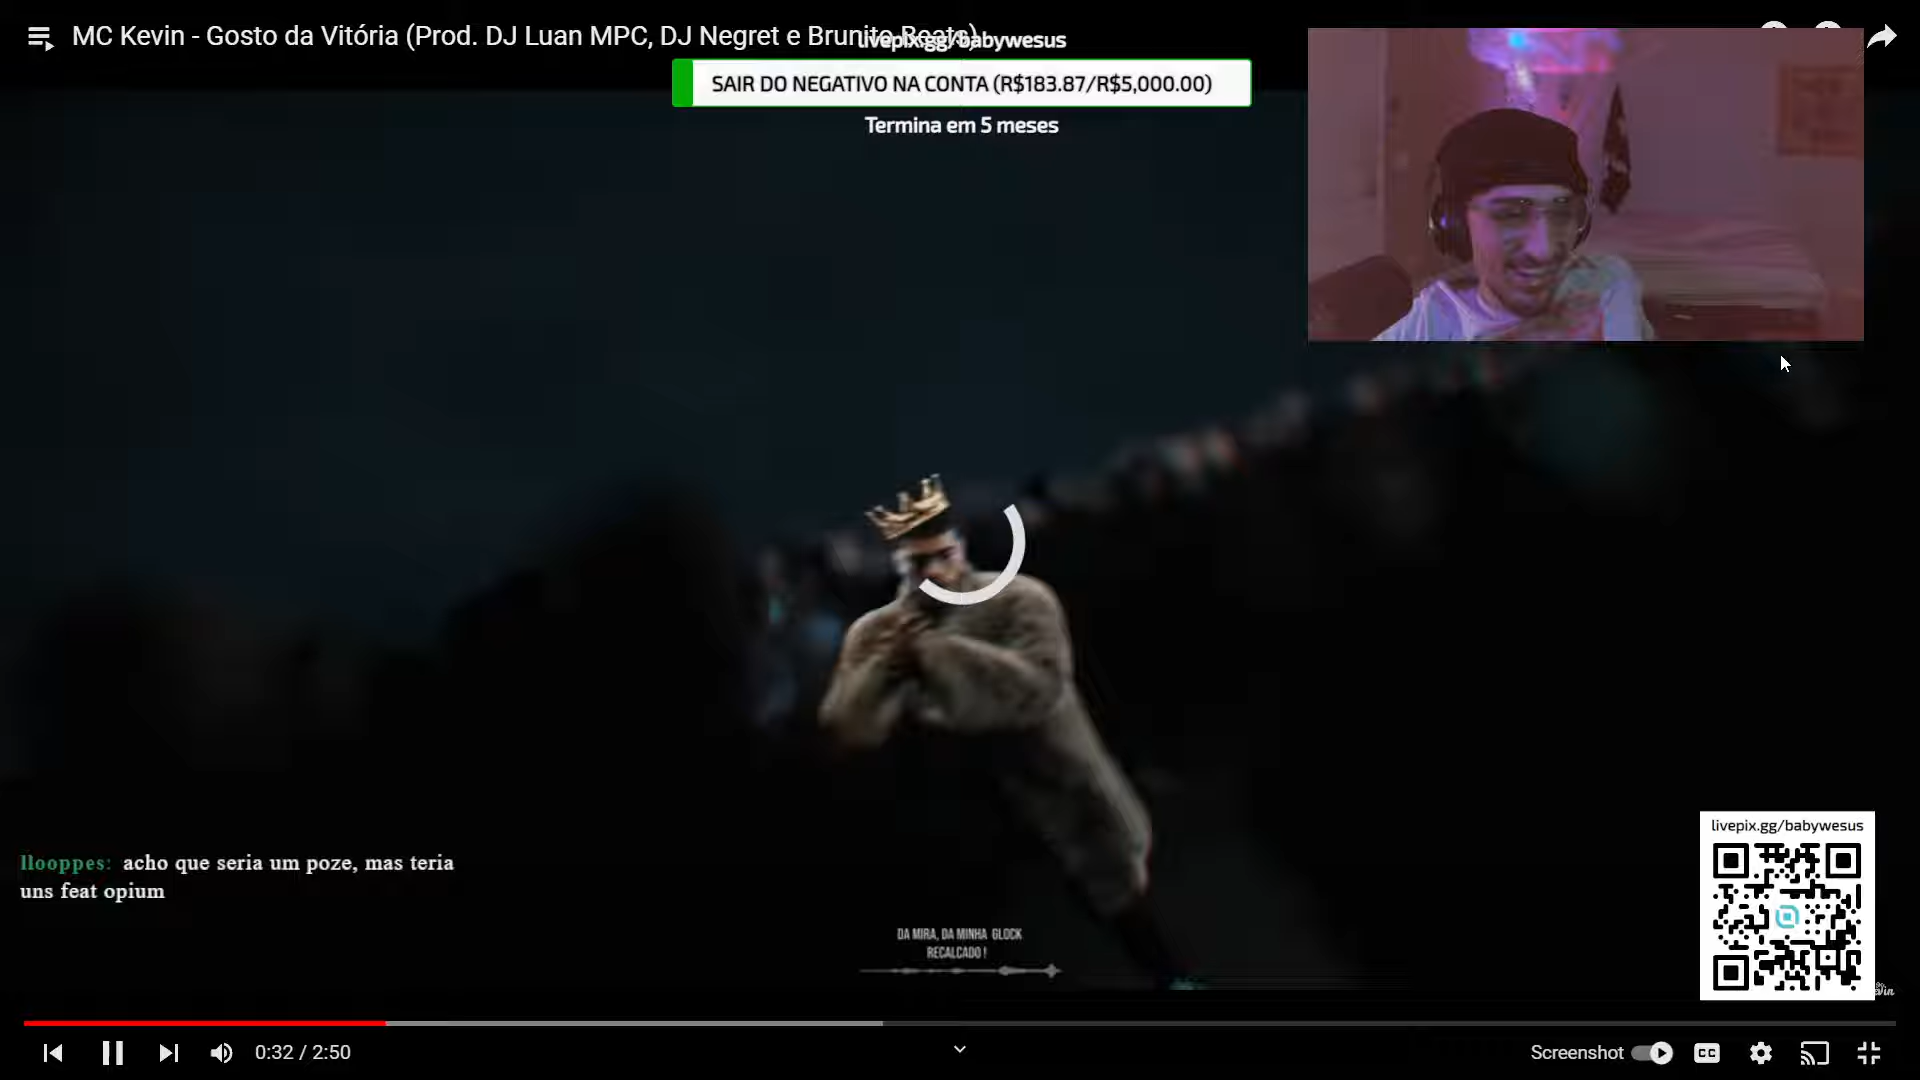 MC Kevin - Gosto da Vitória (Prod. DJ Luan MPC, DJ Negret e Brunito Beats)
livepix.gg/babywesus
SAIR DO NEGATIVO NA CONTA (R$183.87/R$5,000.00)
Termina em 5 meses
llooppes: acho que seria um poze, mas teria
uns feat opium
DA MIRA, DA MINHA GLOCK
RECALCADO !
livepix.gg/babywesus
0:32 / 2:50
Screenshot
CC